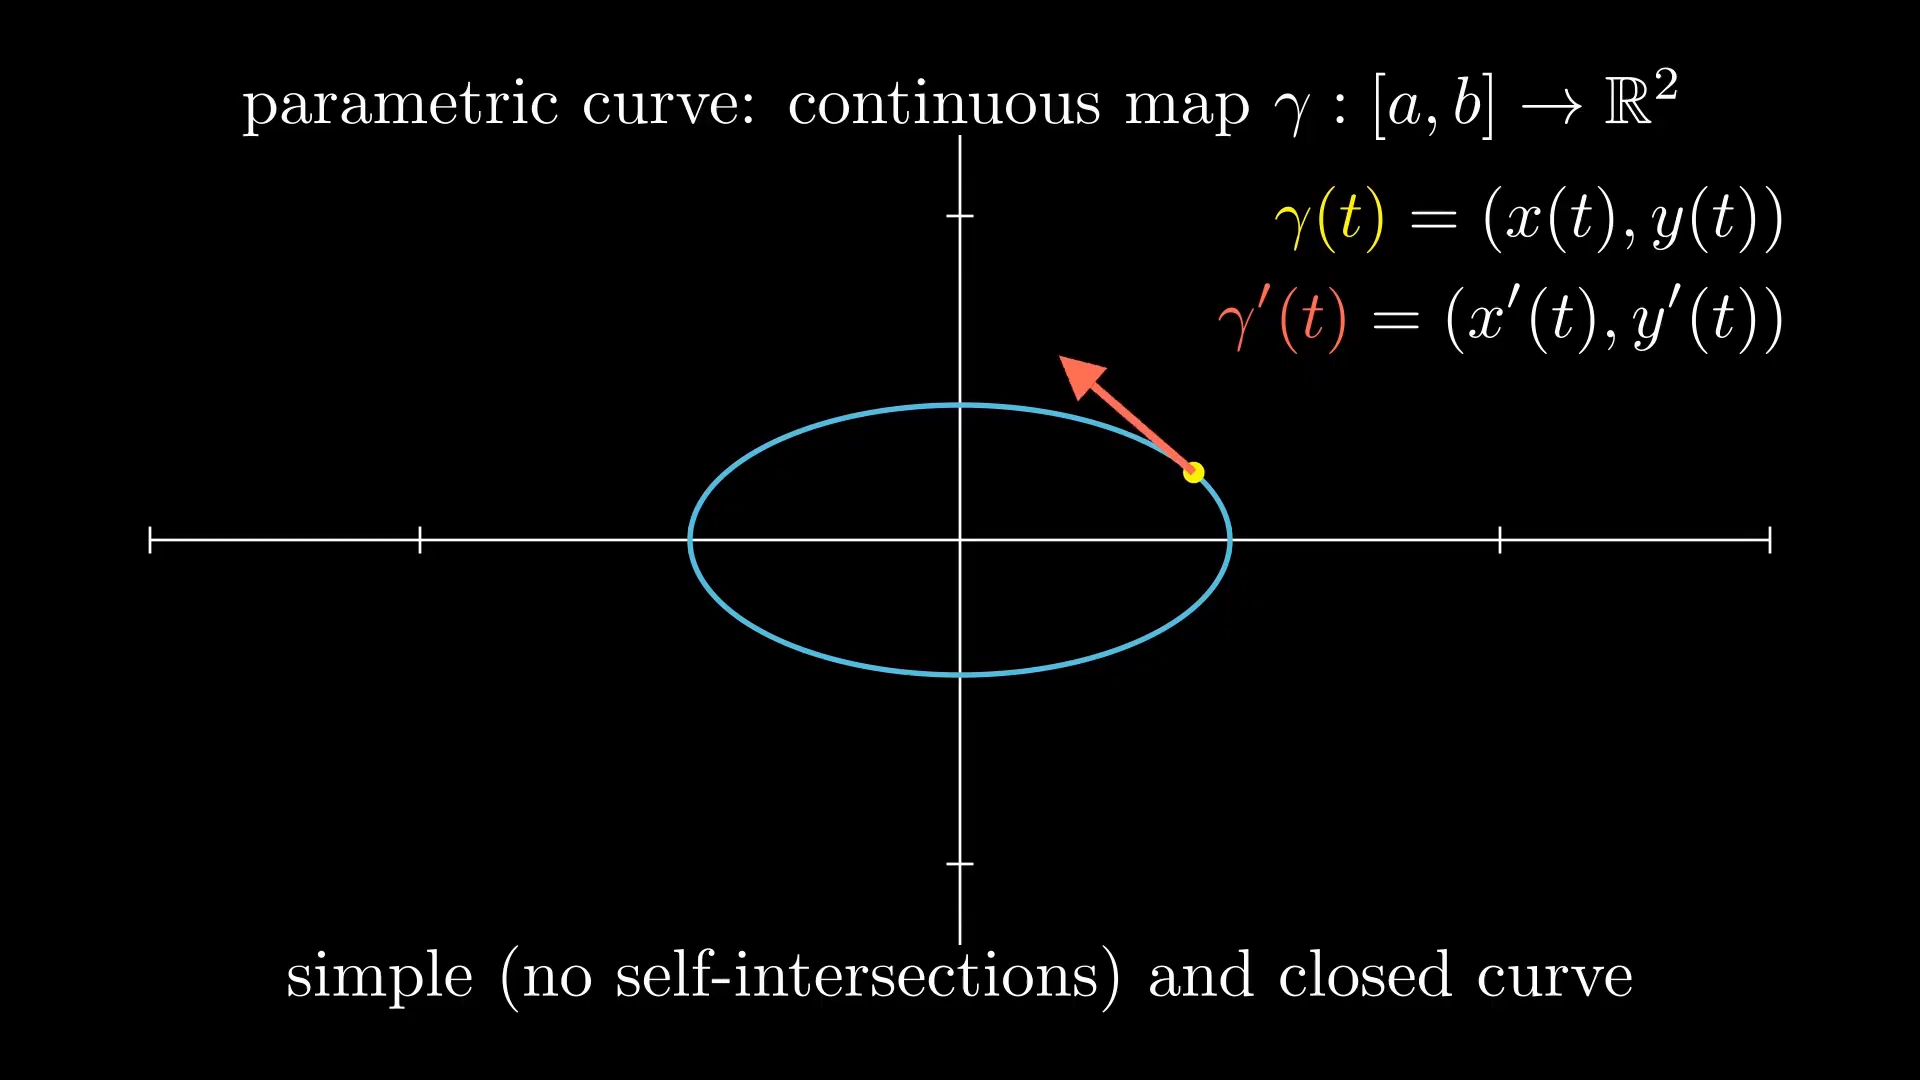 parametric curve: continuous map γ : [a, b] → ℝ²
γ(t) = (x(t), y(t))
γ′(t) = (x′(t), y′(t))
simple (no self-intersections) and closed curve